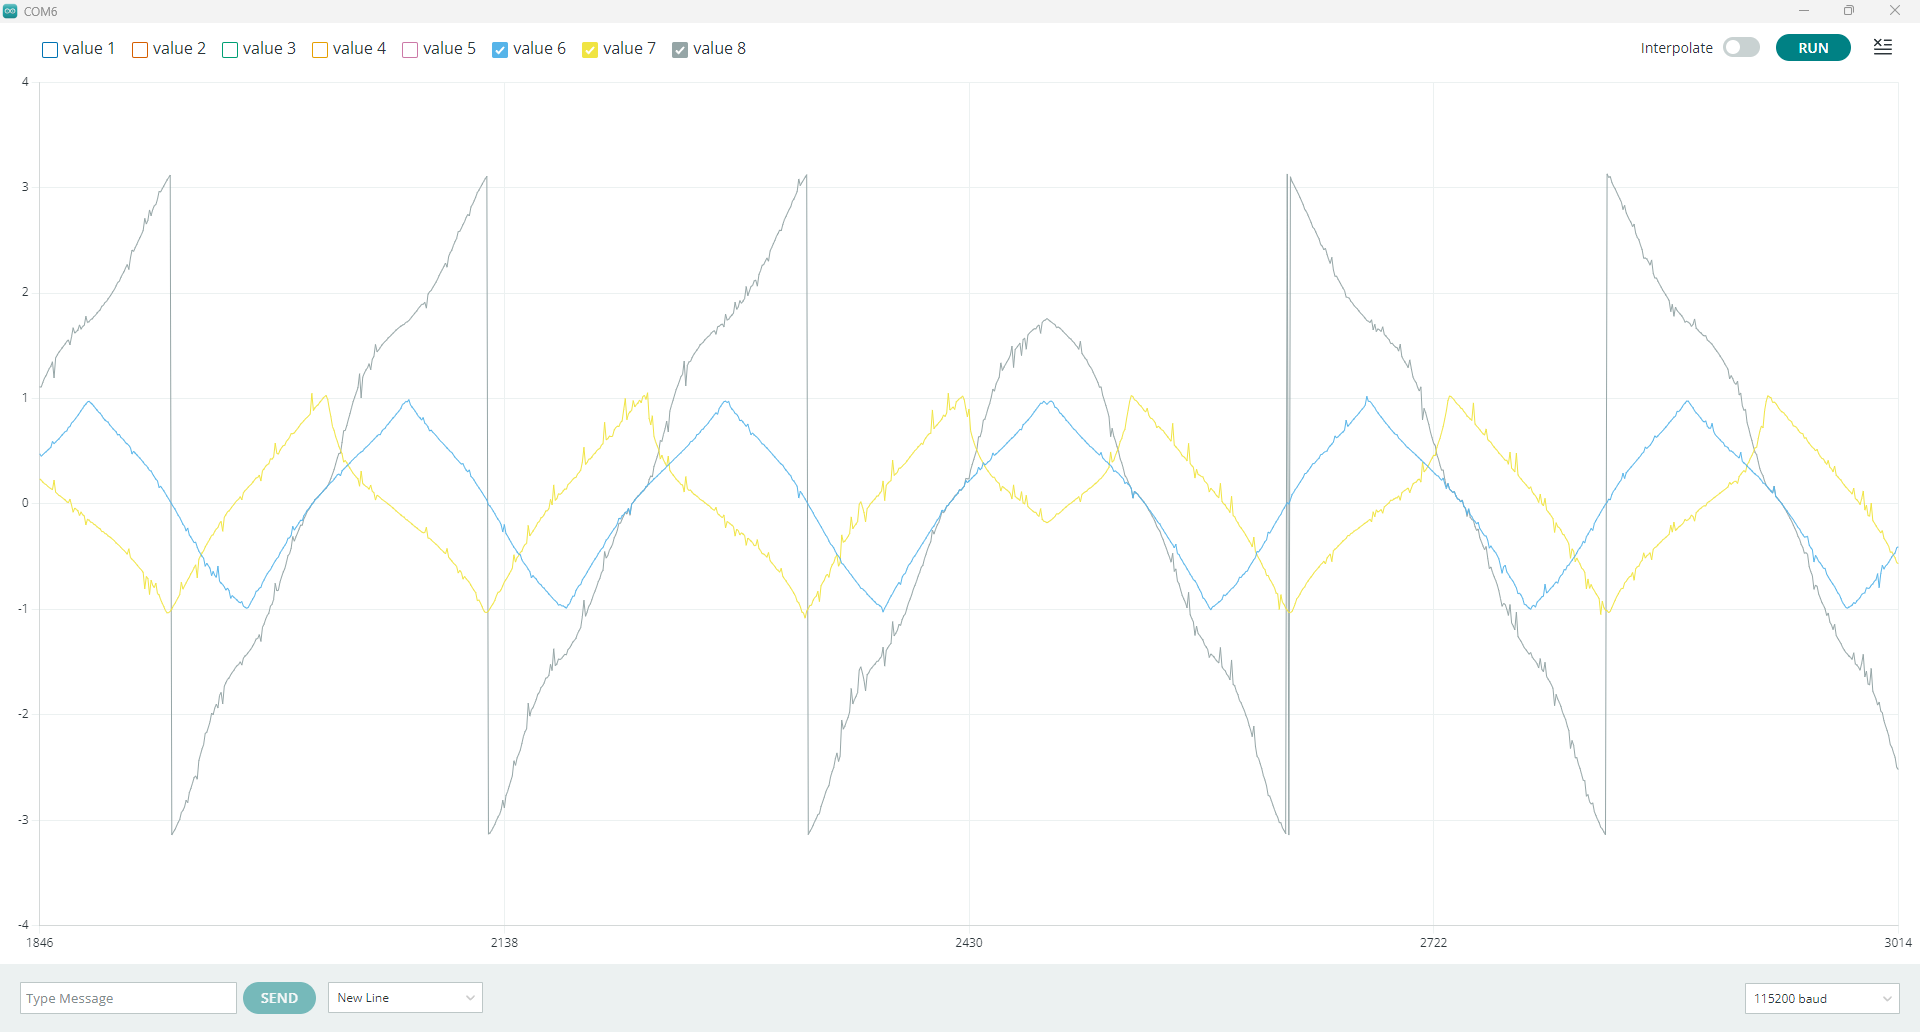 COM6
value 1 value 2 value 3 value 4 value 5 value 6 value 7 value 8 Interpolate RUN
4
3
2
1
0
-1
-2
-3
-4
1846 2138 2430 2722 3014
Type Message SEND New Line 115200 baud